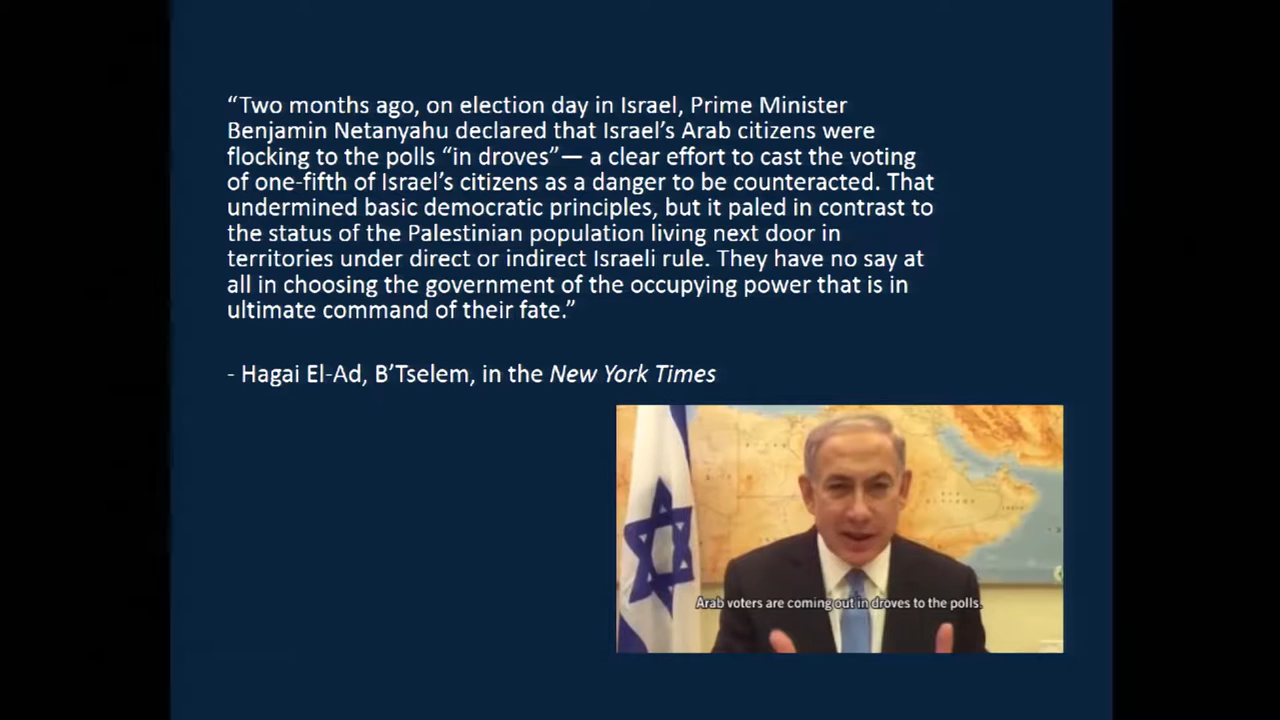 “Two months ago, on election day in Israel, Prime Minister
Benjamin Netanyahu declared that Israel’s Arab citizens were
flocking to the polls “in droves”— a clear effort to cast the voting
of one-fifth of Israel’s citizens as a danger to be counteracted. That
undermined basic democratic principles, but it paled in contrast to
the status of the Palestinian population living next door in
territories under direct or indirect Israeli rule. They have no say at
all in choosing the government of the occupying power that is in
ultimate command of their fate.”
- Hagai El-Ad, B’Tselem, in the New York Times
Arab voters are coming out in droves to the polls.